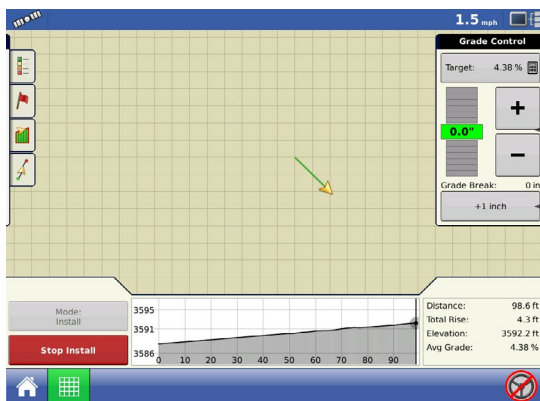 1.5 mph
Grade Control
Target: 4.38 %
+
0.0"
−
Grade Break: 0 in
+1 inch
Mode:
Install
Stop Install
3595
3591
3586
0 10 20 30 40 50 60 70 80 90
Distance: 98.6 ft
Total Rise: 4.3 ft
Elevation: 3592.2 ft
Avg Grade: 4.38 %